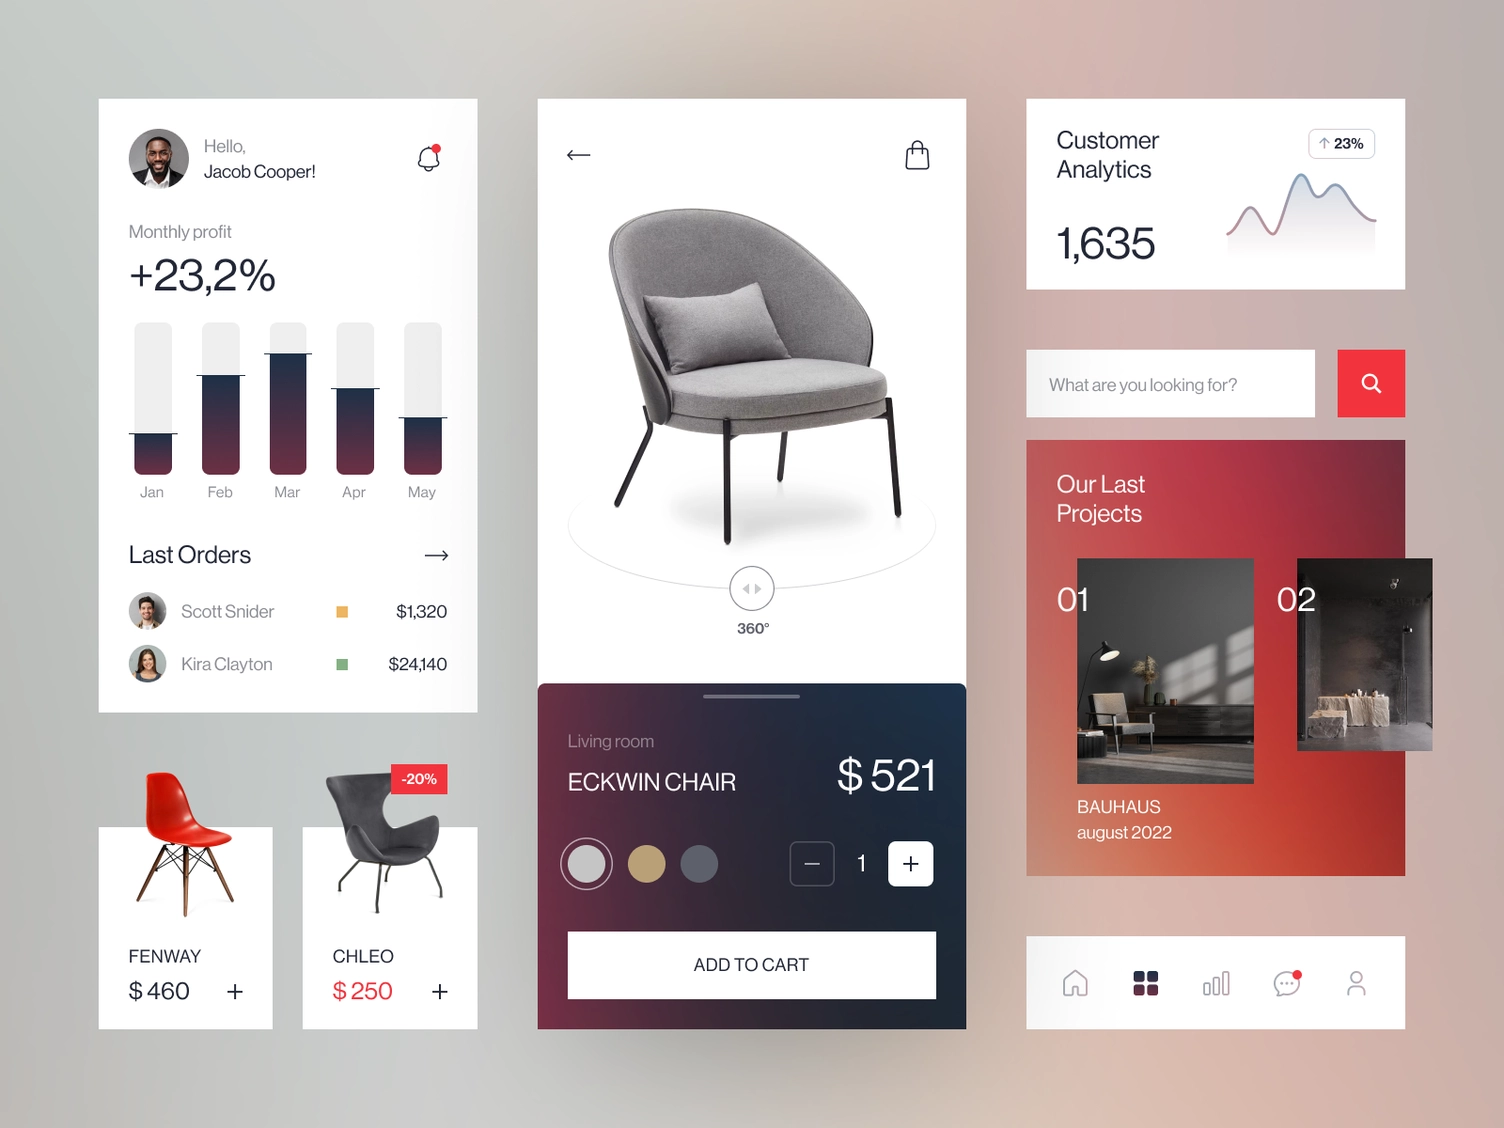 Hello,
Jacob Cooper!
Monthly profit
+23,2%
Jan Feb Mar Apr May
Last Orders
Scott Snider $1,320
Kira Clayton $24,140
FENWAY
$ 460 +
-20%
CHLEO
$ 250 +
360°
Living room
ECKWIN CHAIR $ 521
− 1 +
ADD TO CART
Customer
Analytics
↑ 23%
1,635
What are you looking for?
Our Last
Projects
01
02
BAUHAUS
august 2022